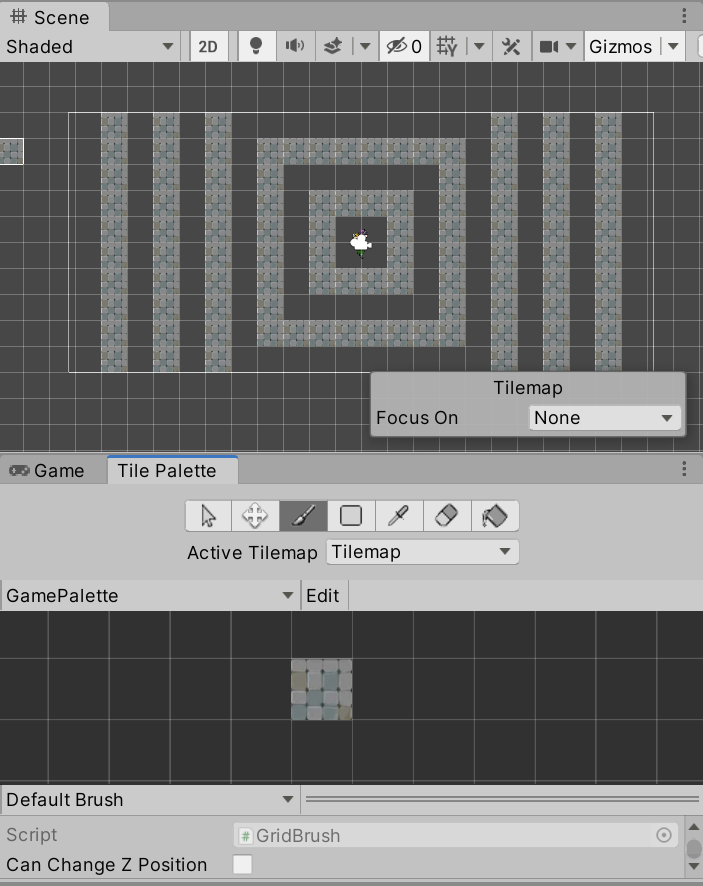 Scene
Shaded 2D 0 Gizmos
Tilemap
Focus On None
Game Tile Palette
Active Tilemap Tilemap
GamePalette Edit
Default Brush
Script # GridBrush
Can Change Z Position